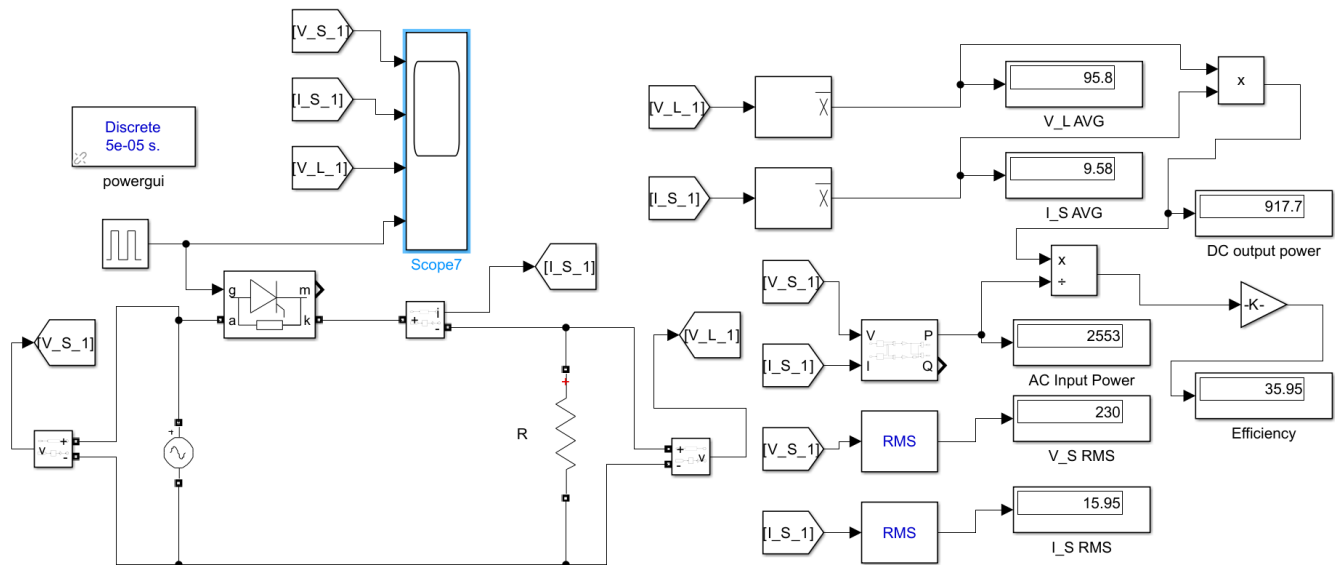 [V_S_1]
[I_S_1]
[V_L_1]
Discrete
5e-05 s.
powergui
Scope7
[I_S_1]
g
m
a
k
+
i
-
[V_S_1]
v
+
-
+
+
R
[V_L_1]
+
-
v
[V_L_1]
X
95.8
V_L AVG
x
[I_S_1]
X
9.58
I_S AVG
917.7
DC output power
x
÷
-K-
[V_S_1]
[I_S_1]
V
I
P
Q
2553
AC Input Power
35.95
Efficiency
[V_S_1]
RMS
230
V_S RMS
[I_S_1]
RMS
15.95
I_S RMS